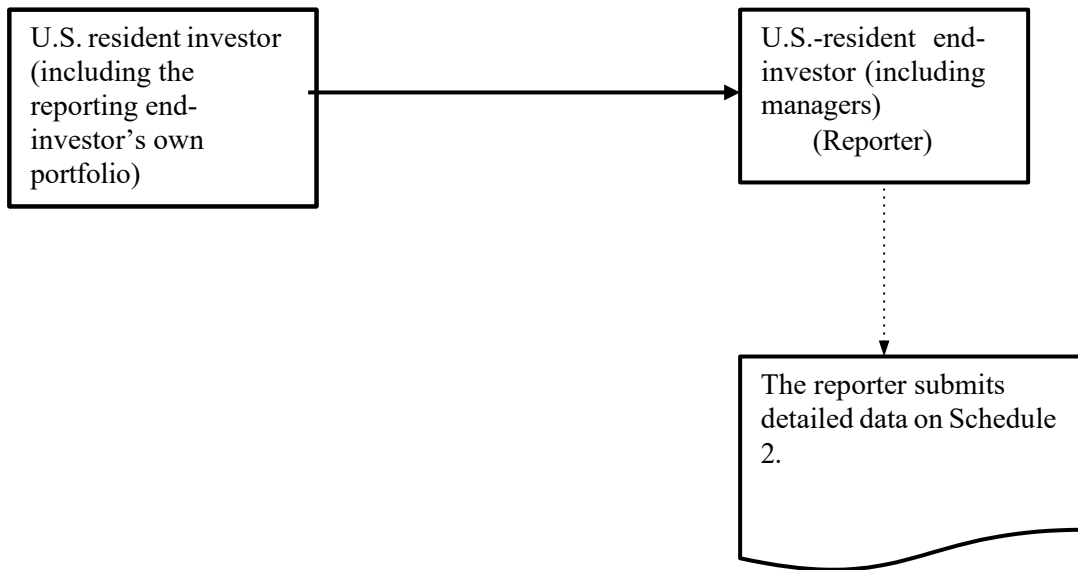 U.S. resident investor
(including the
reporting end-
investor’s own
portfolio)
U.S.-resident end-
investor (including
managers)
(Reporter)
The reporter submits
detailed data on Schedule
2.